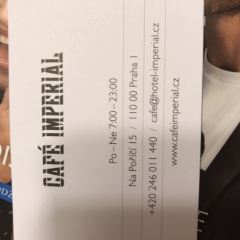 CAFÉ IMPERIAL
Po – Ne 7:00 – 23:00
Na Poříčí 15 / 110 00 Praha 1
+420 246 011 440 / cafe@hotel-imperial.cz
www.cafeimperial.cz